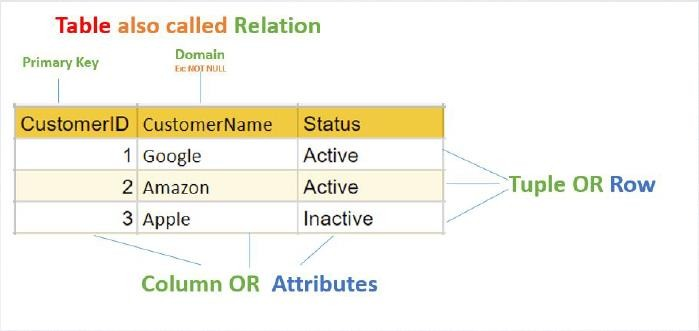 Table also called Relation
Primary Key
Domain
Ex: NOT NULL
CustomerID CustomerName Status
1 Google Active
2 Amazon Active
3 Apple Inactive
Tuple OR Row
Column OR Attributes